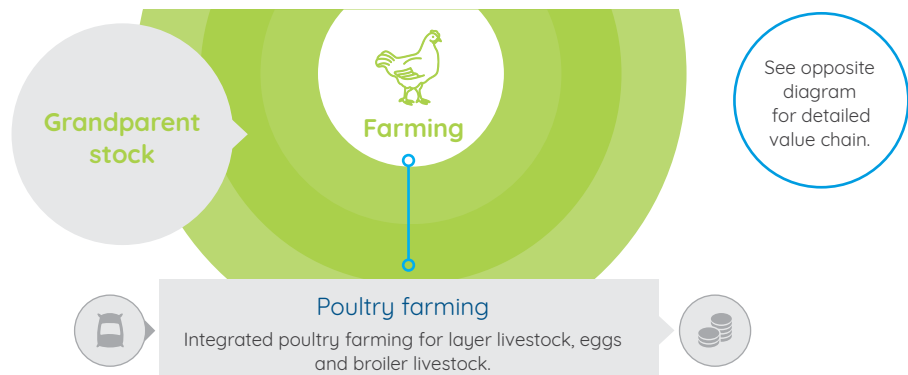 Grandparent
stock
Farming
See opposite
diagram
for detailed
value chain.
Poultry farming
Integrated poultry farming for layer livestock, eggs
and broiler livestock.